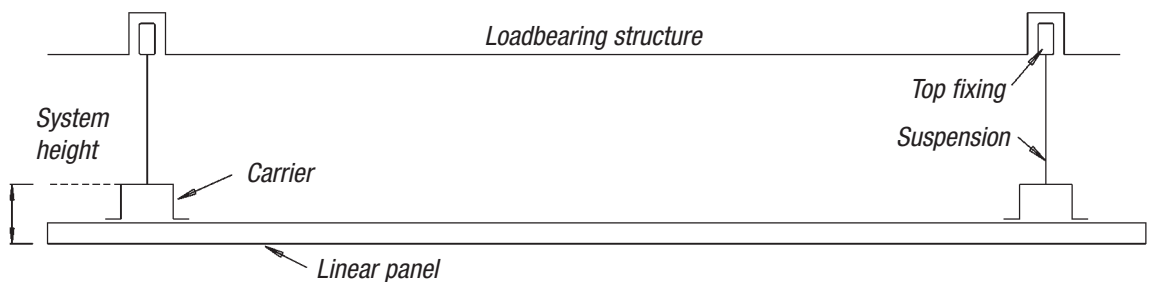 Loadbearing structure
Top fixing
System
height
Suspension
Carrier
Linear panel